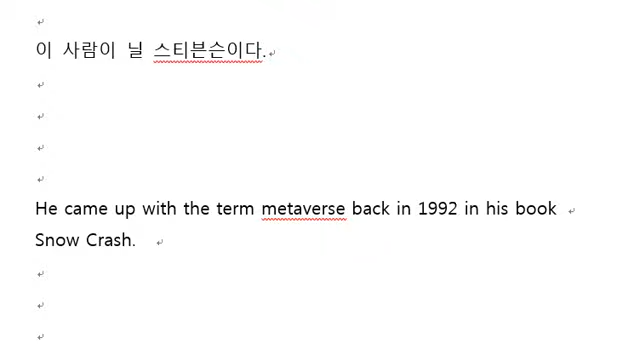 이 사람이 닐 스티븐슨이다.
He came up with the term metaverse back in 1992 in his book
Snow Crash.